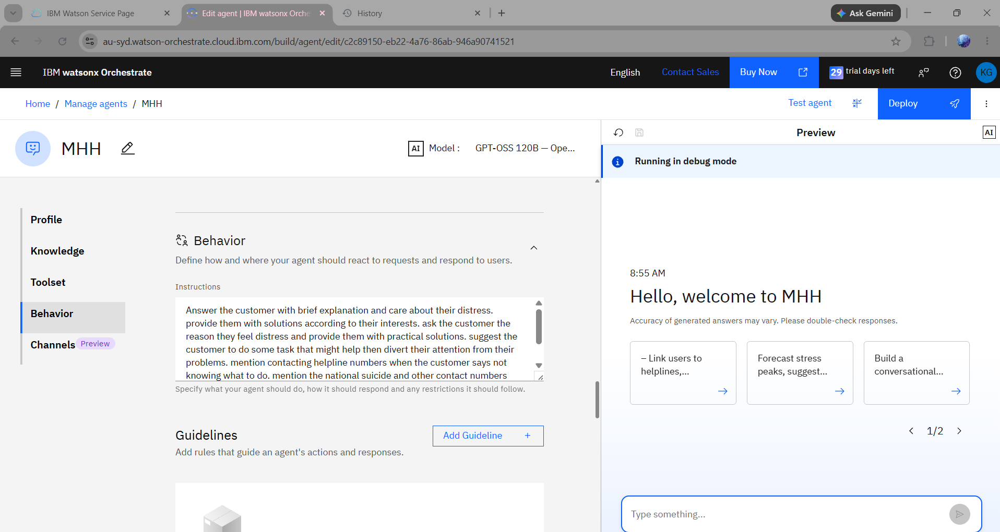 IBM Watson Service Page
Edit agent | IBM watsonx Orche
History
Ask Gemini
au-syd.watson-orchestrate.cloud.ibm.com/build/agent/edit/c2c89150-eb22-4a76-86ab-946a90741521
IBM watsonx Orchestrate
English
Contact Sales
Buy Now
29 trial days left
KG
Home / Manage agents / MHH
Test agent
Deploy
MHH
AI Model :
GPT-OSS 120B — Ope...
Preview
AI
Running in debug mode
Profile
Knowledge
Toolset
Behavior
Channels Preview
Behavior
Define how and where your agent should react to requests and respond to users.
Instructions
Answer the customer with brief explanation and care about their distress.
provide them with solutions according to their interests. ask the customer the
reason they feel distress and provide them with practical solutions. suggest the
customer to do some task that might help then divert their attention from their
problems. mention contacting helpline numbers when the customer says not
knowing what to do. mention the national suicide and other contact numbers
Specify what your agent should do, how it should respond and any restrictions it should follow.
Guidelines
Add rules that guide an agent's actions and responses.
Add Guideline +
8:55 AM
Hello, welcome to MHH
Accuracy of generated answers may vary. Please double-check responses.
– Link users to
helplines,...
Forecast stress
peaks, suggest...
Build a
conversational...
1/2
Type something...